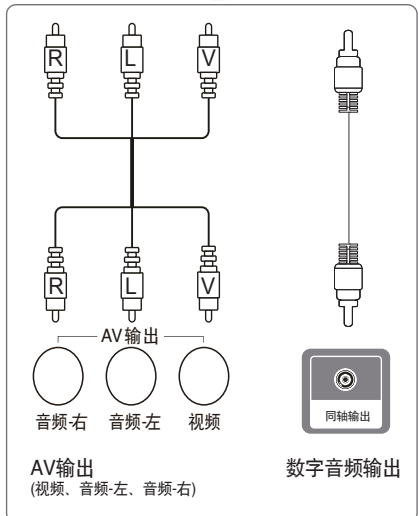 R L V
R L V
AV输出
音频-右 音频-左 视频
同轴输出
AV输出
(视频、音频-左、音频-右)
数字音频输出